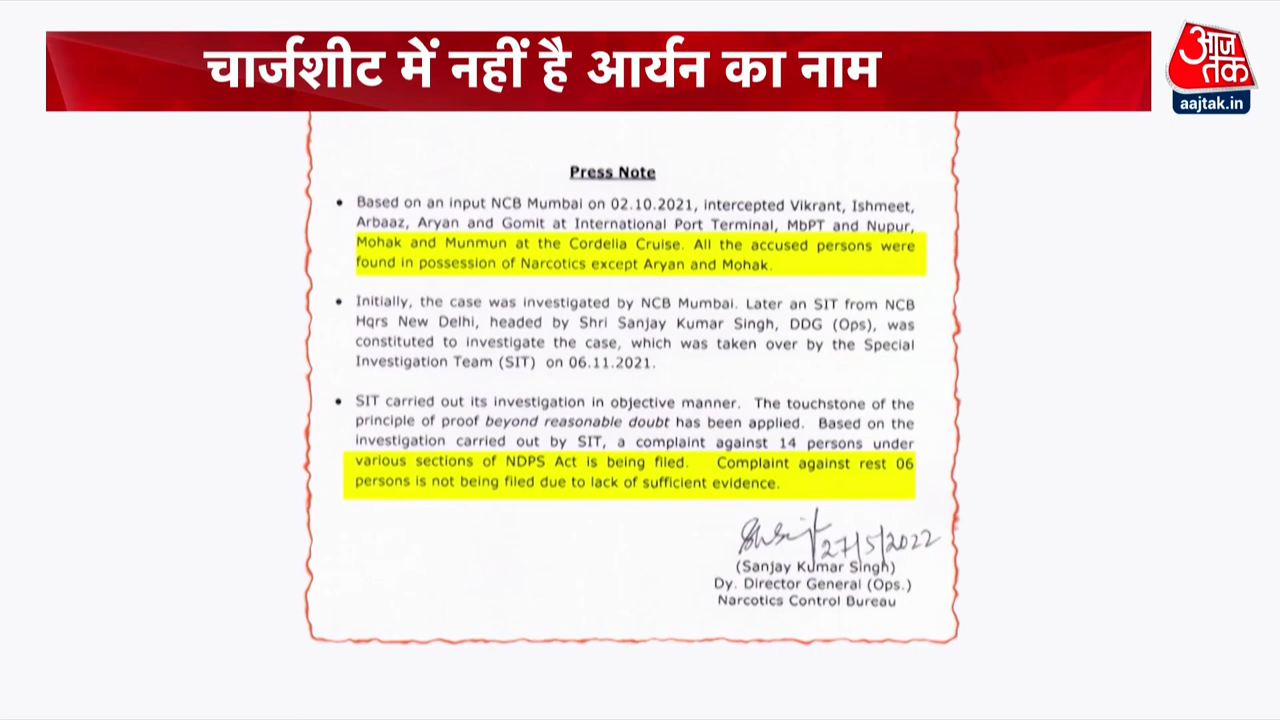 चार्जशीट में नहीं है आर्यन का नाम
आज
तक
aajtak.in
Press Note
• Based on an input NCB Mumbai on 02.10.2021, intercepted Vikrant, Ishmeet,
Arbaaz, Aryan and Gomit at International Port Terminal, MbPT and Nupur,
Mohak and Munmun at the Cordelia Cruise. All the accused persons were
found in possession of Narcotics except Aryan and Mohak.
• Initially, the case was investigated by NCB Mumbai. Later an SIT from NCB
Hqrs New Delhi, headed by Shri Sanjay Kumar Singh, DDG (Ops), was
constituted to investigate the case, which was taken over by the Special
Investigation Team (SIT) on 06.11.2021.
• SIT carried out its investigation in objective manner. The touchstone of the
principle of proof beyond reasonable doubt has been applied. Based on the
investigation carried out by SIT, a complaint against 14 persons under
various sections of NDPS Act is being filed. Complaint against rest 06
persons is not being filed due to lack of sufficient evidence.
27/5/2022
(Sanjay Kumar Singh)
Dy. Director General (Ops.)
Narcotics Control Bureau